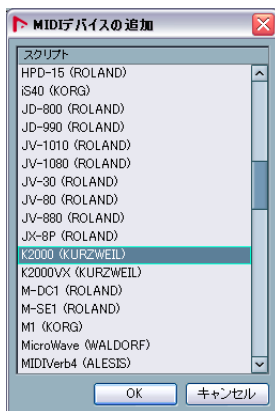 MIDIデバイスの追加
スクリプト
HPD-15 (ROLAND)
iS40 (KORG)
JD-800 (ROLAND)
JD-990 (ROLAND)
JV-1010 (ROLAND)
JV-1080 (ROLAND)
JV-30 (ROLAND)
JV-80 (ROLAND)
JV-880 (ROLAND)
JX-8P (ROLAND)
K2000 (KURZWEIL)
K2000VX (KURZWEIL)
M-DC1 (ROLAND)
M-SE1 (ROLAND)
M1 (KORG)
MicroWave (WALDORF)
MIDIVerb4 (ALESIS)
OK キャンセル